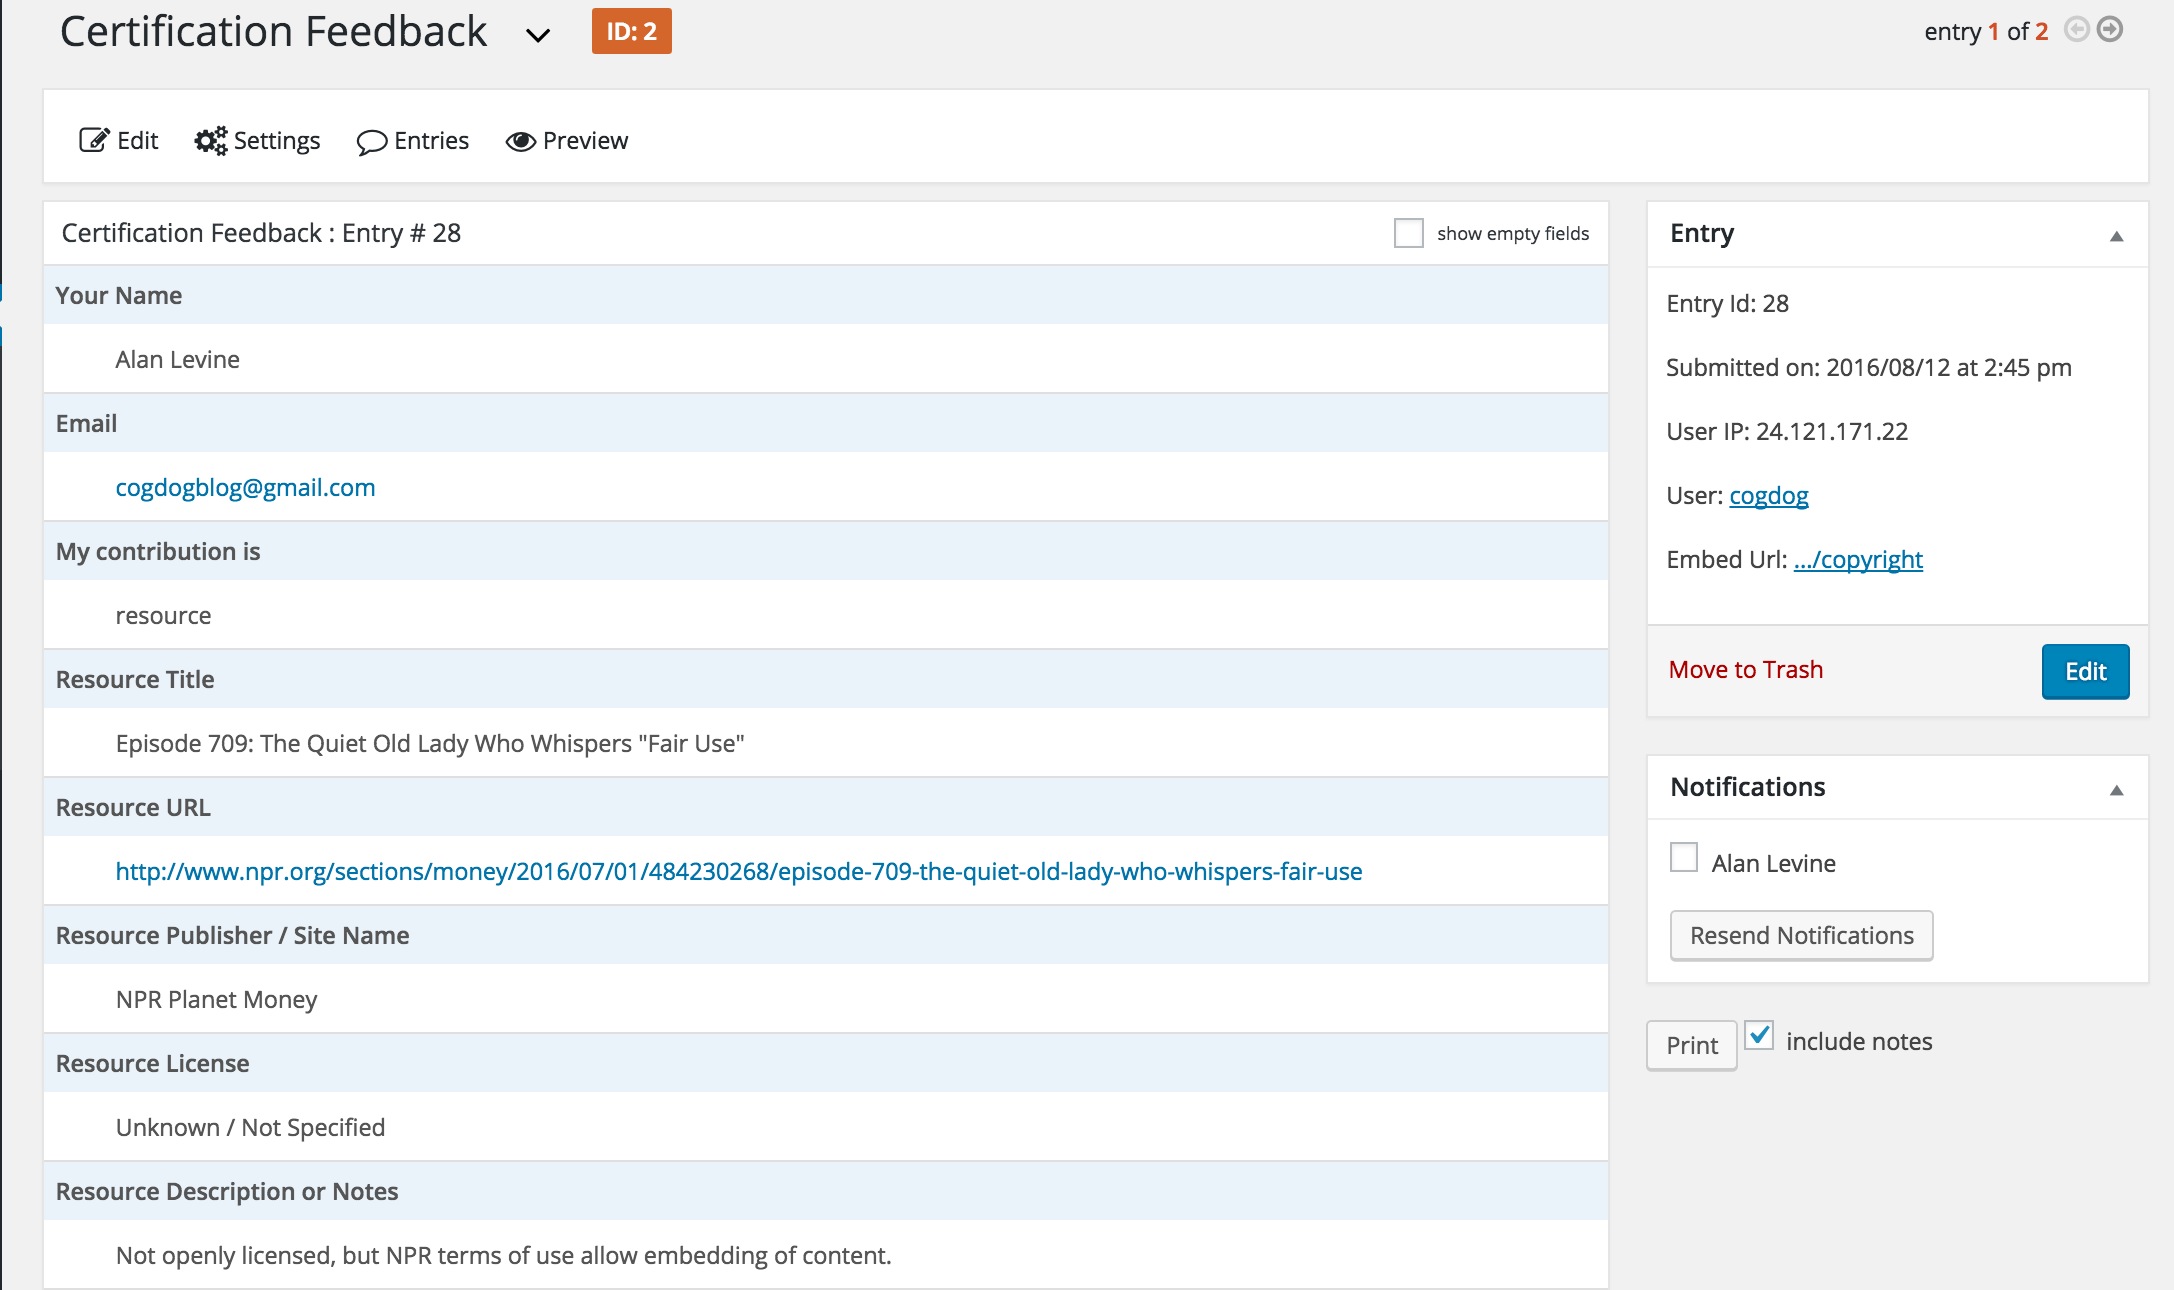 Certification Feedback
ID: 2
entry 1 of 2
Edit
Settings
Entries
Preview
Certification Feedback : Entry # 28
show empty fields
Your Name
Alan Levine
Email
cogdogblog@gmail.com
My contribution is
resource
Resource Title
Episode 709: The Quiet Old Lady Who Whispers "Fair Use"
Resource URL
http://www.npr.org/sections/money/2016/07/01/484230268/episode-709-the-quiet-old-lady-who-whispers-fair-use
Resource Publisher / Site Name
NPR Planet Money
Resource License
Unknown / Not Specified
Resource Description or Notes
Not openly licensed, but NPR terms of use allow embedding of content.
Entry
Entry Id: 28
Submitted on: 2016/08/12 at 2:45 pm
User IP: 24.121.171.22
User: cogdog
Embed Url: .../copyright
Move to Trash
Edit
Notifications
Alan Levine
Resend Notifications
Print
include notes